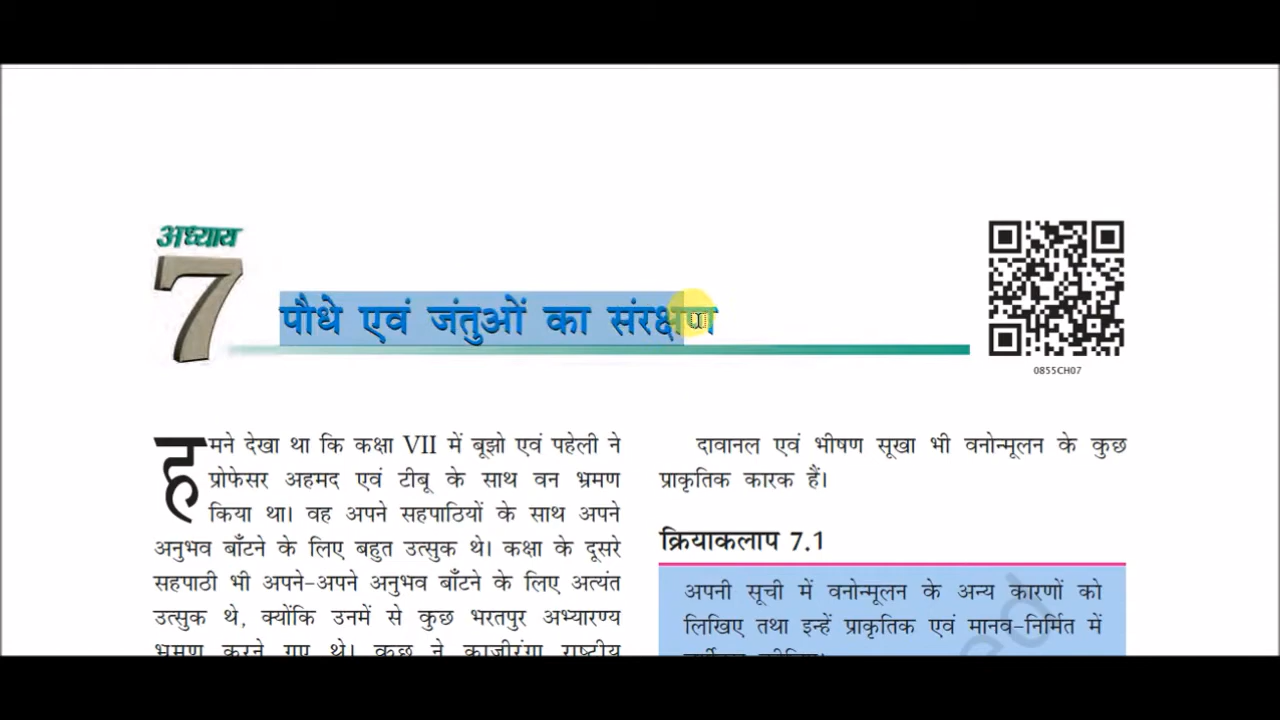 अध्याय
7
पौधे एवं जंतुओं का संरक्षण
0855CH07
हमने देखा था कि कक्षा VII में बूझो एवं पहेली ने
प्रोफेसर अहमद एवं टीबू के साथ वन भ्रमण
किया था। वह अपने सहपाठियों के साथ अपने
अनुभव बाँटने के लिए बहुत उत्सुक थे। कक्षा के दूसरे
सहपाठी भी अपने-अपने अनुभव बाँटने के लिए अत्यंत
उत्सुक थे, क्योंकि उनमें से कुछ भरतपुर अभ्यारण्य
भ्रमण करने गए थे। कुछ ने काजीरंगा राष्ट्रीय
दावानल एवं भीषण सूखा भी वनोन्मूलन के कुछ
प्राकृतिक कारक हैं।
क्रियाकलाप 7.1
अपनी सूची में वनोन्मूलन के अन्य कारणों को
लिखिए तथा इन्हें प्राकृतिक एवं मानव-निर्मित में